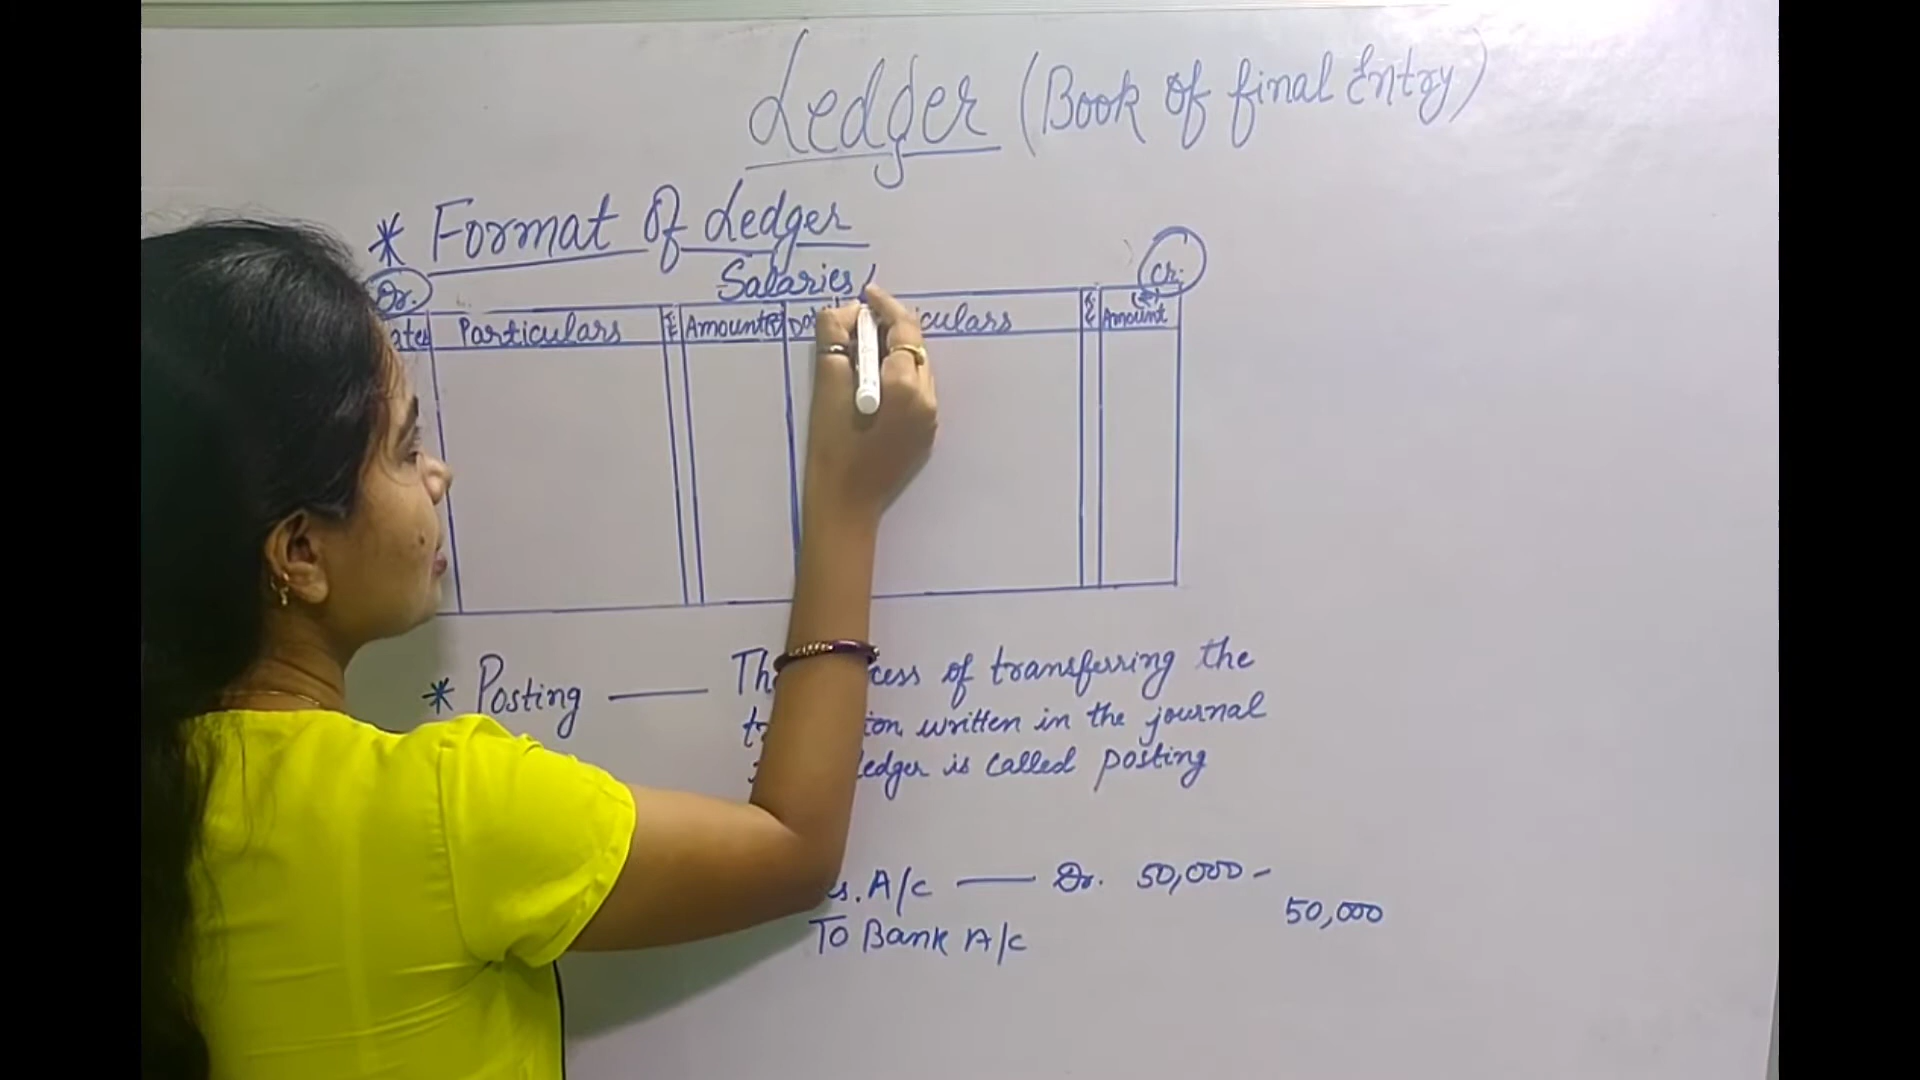 Ledger (Book Of final Entry)
* Format Of Ledger
Dr. Salaries Cr.
Particulars Amount(₹) Amount (₹)
* Posting — of transferring the
written in the journal
is called posting
A/c — Dr. 50,000 -
50,000
To Bank A/c